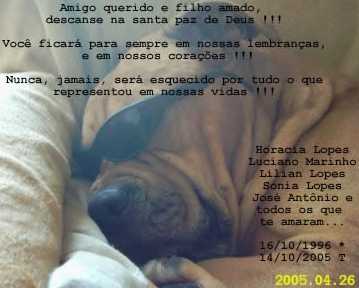 Amigo querido e filho amado,
descanse na santa paz de Deus !!!
Você ficará para sempre em nossas lembranças,
e em nossos corações !!!
Nunca, jamais, será esquecido por tudo o que
representou em nossas vidas !!!
Horacia Lopes
Luciano Marinho
Lilian Lopes
Sonia Lopes
José Antônio e
todos os que
te amaram...
16/10/1996 *
14/10/2005 T
2005.04.26